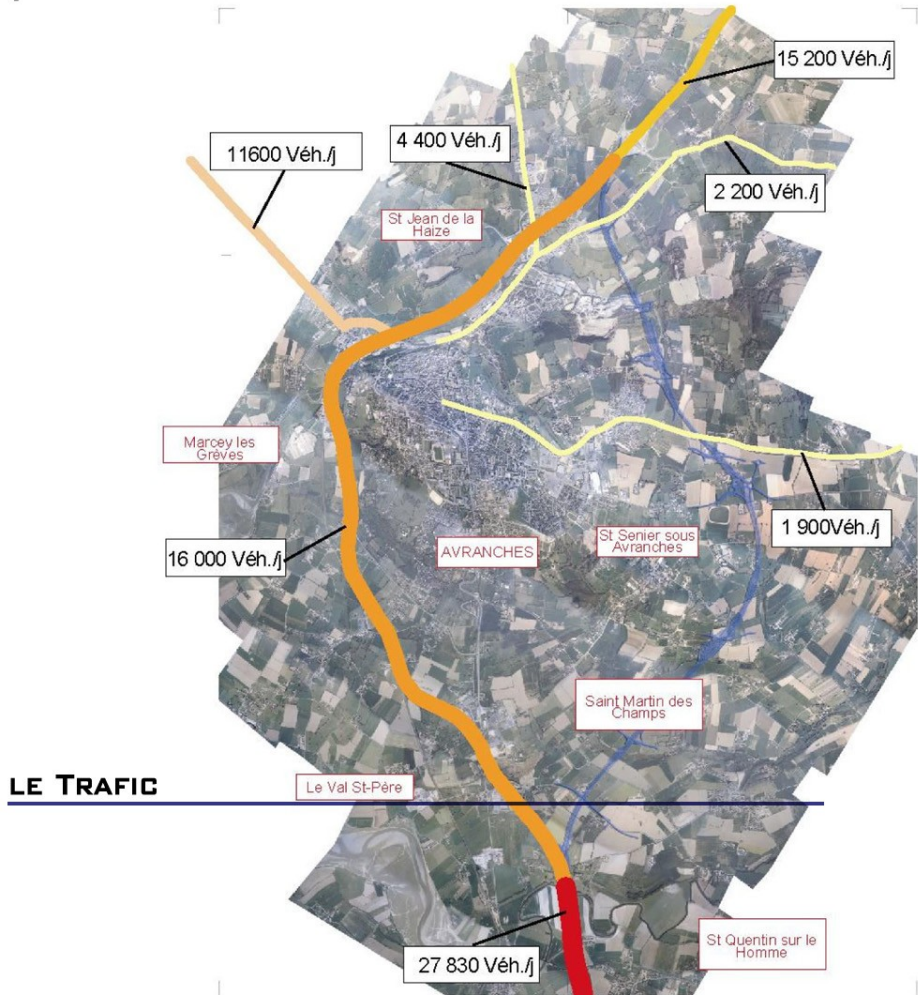 15 200 Véh./j
4 400 Véh./j
11600 Véh./j
2 200 Véh./j
St Jean de la
Haize
Marcey les
Grèves
1 900Véh./j
St Senier sous
Avranches
AVRANCHES
16 000 Véh./j
Saint Martin des
Champs
LE TRAFIC
Le Val St-Père
St Quentin sur le
Homme
27 830 Véh./j